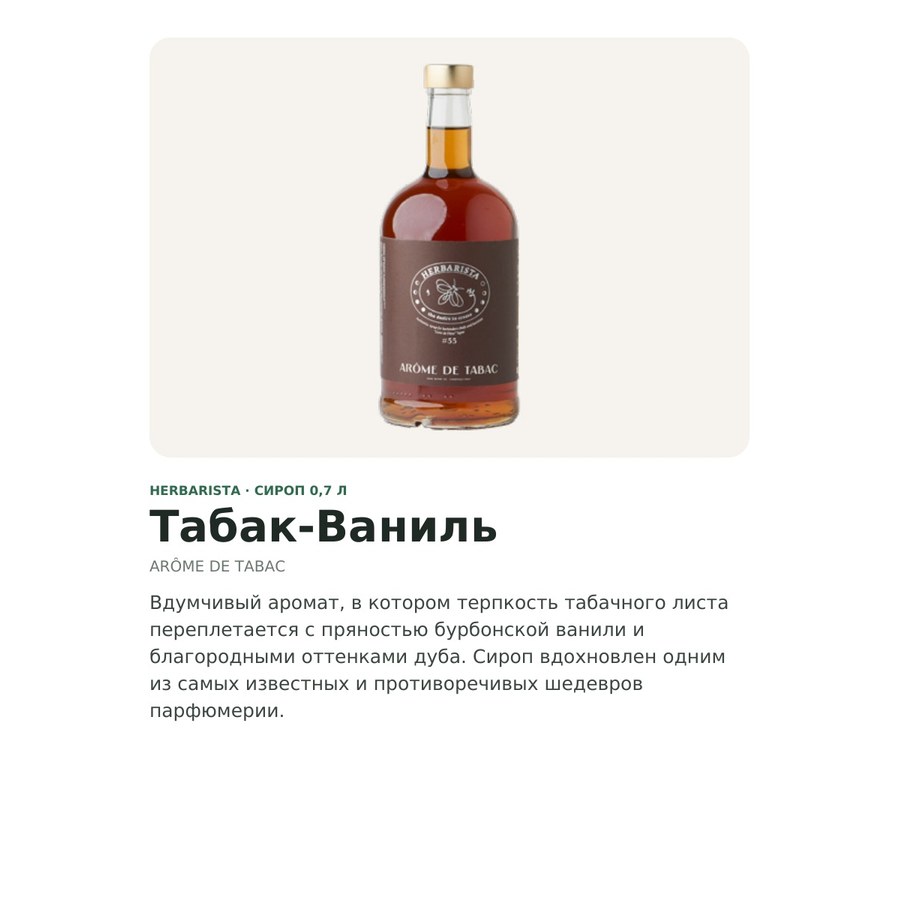 HERBARISTA
#55
ARÔME DE TABAC
HERBARISTA · СИРОП 0,7 Л
Табак-Ваниль
ARÔME DE TABAC
Вдумчивый аромат, в котором терпкость табачного листа
переплетается с пряностью бурбонской ванили и
благородными оттенками дуба. Сироп вдохновлен одним
из самых известных и противоречивых шедевров
парфюмерии.